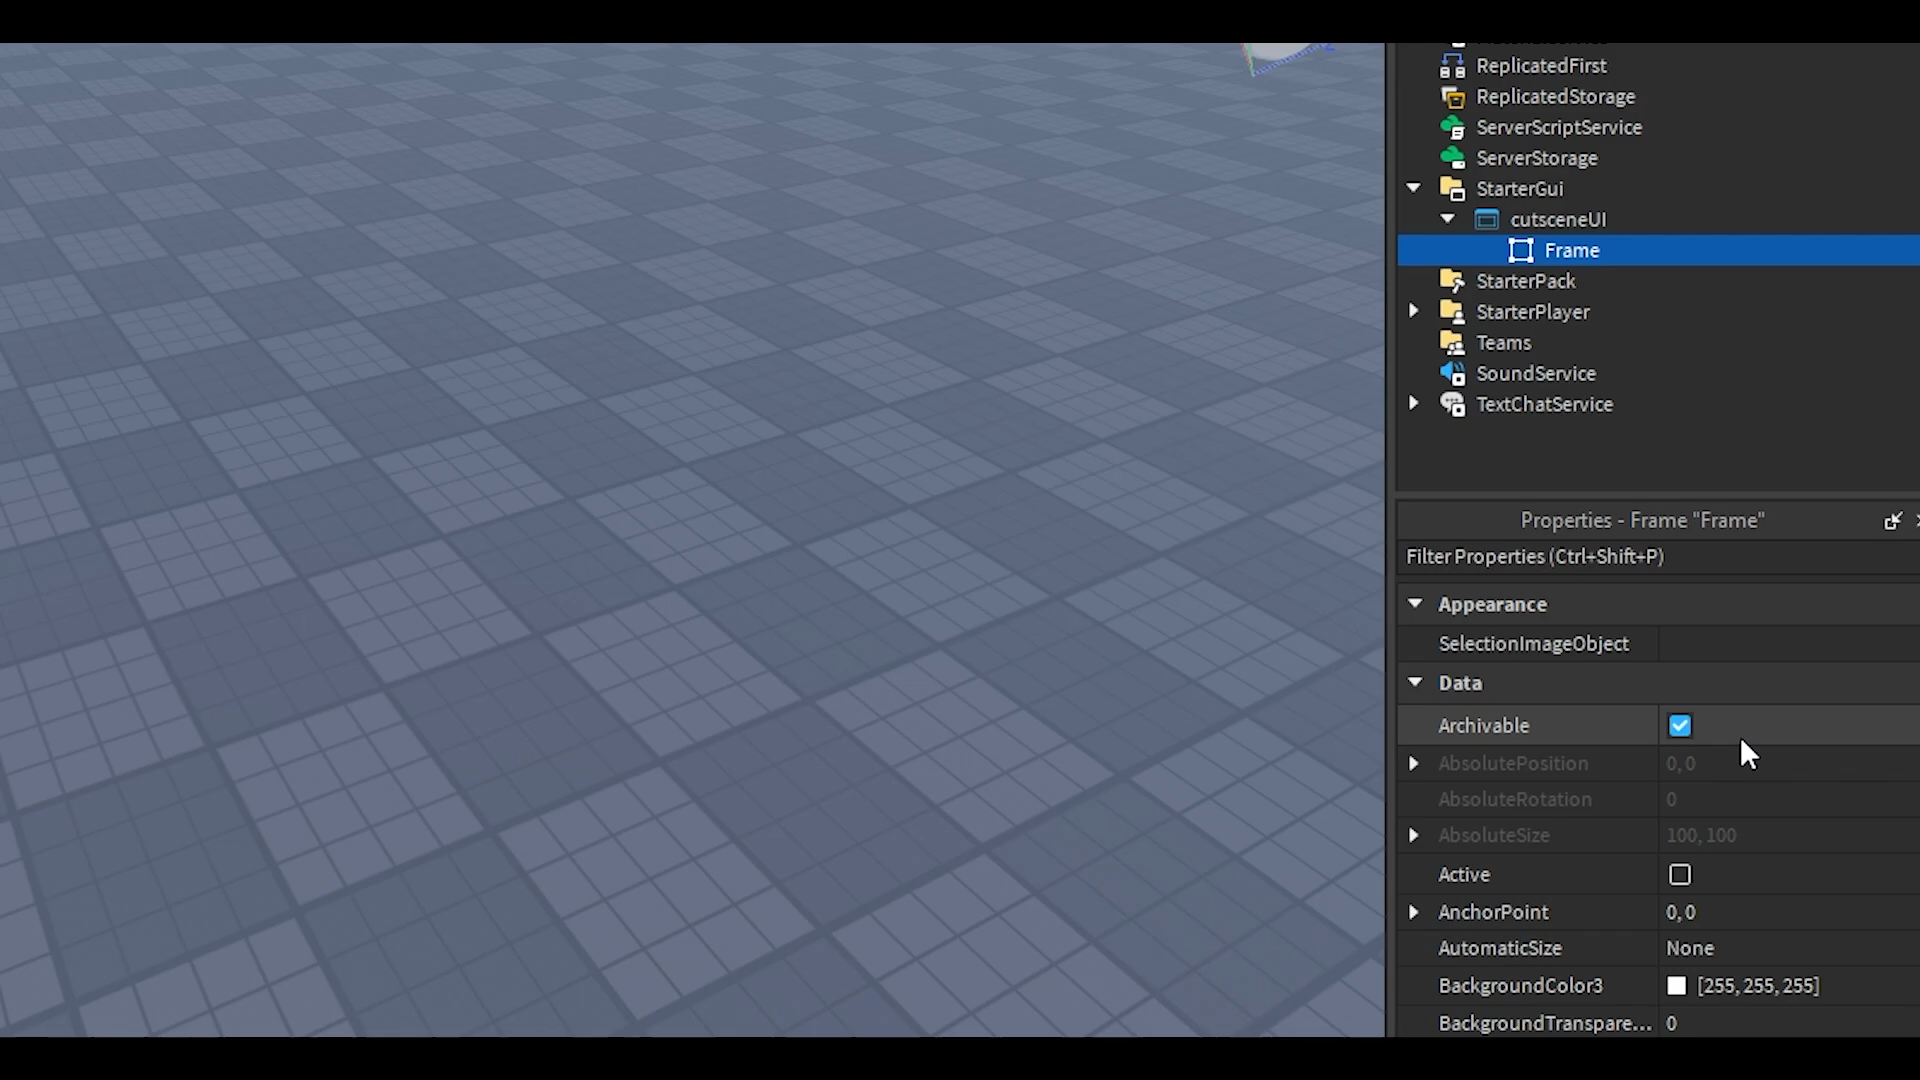 ReplicatedFirst
ReplicatedStorage
ServerScriptService
ServerStorage
StarterGui
cutsceneUI
Frame
StarterPack
StarterPlayer
Teams
SoundService
TextChatService
Properties - Frame "Frame"
Filter Properties (Ctrl+Shift+P)
Appearance
SelectionImageObject
Data
Archivable
AbsolutePosition 0, 0
AbsoluteRotation 0
AbsoluteSize 100, 100
Active
AnchorPoint 0, 0
AutomaticSize None
BackgroundColor3 [255, 255, 255]
BackgroundTranspare... 0